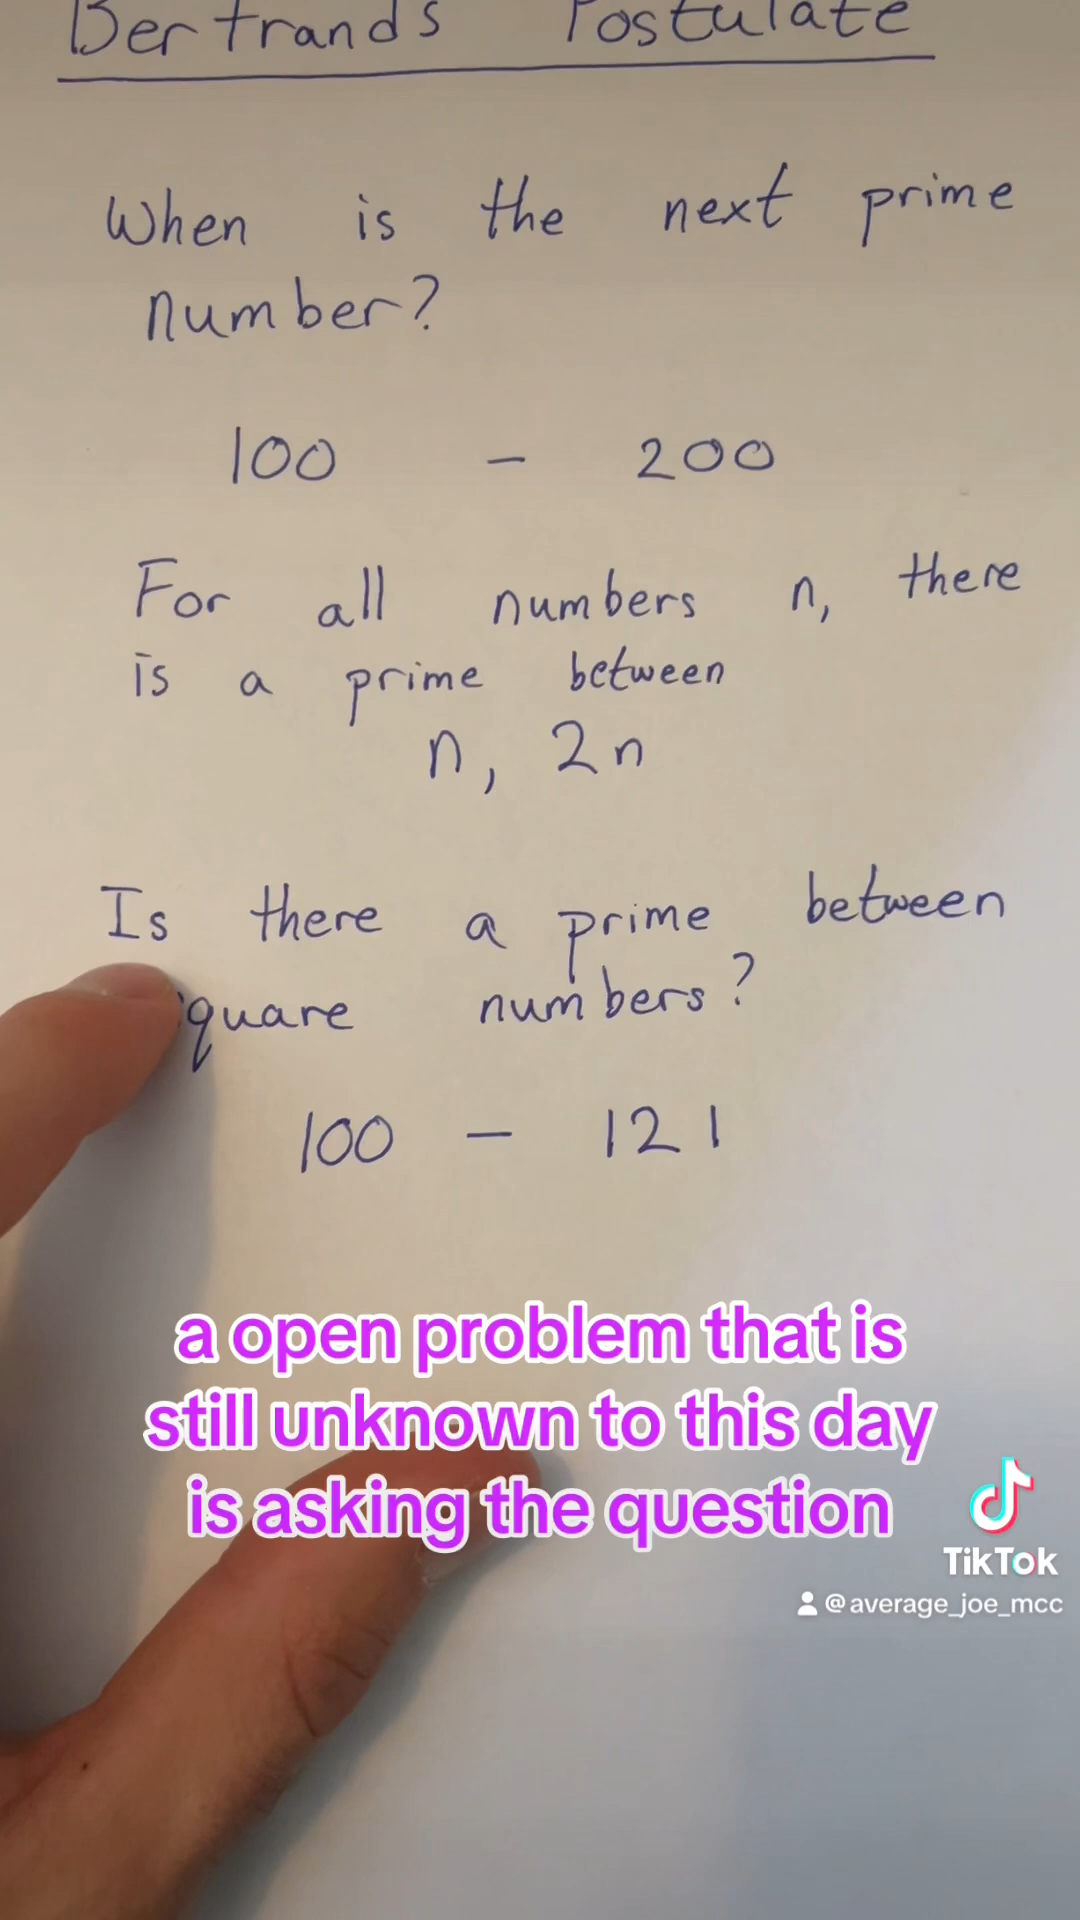 Bertrands Postulate
When is the next prime
number?
100 - 200
For all numbers n, there
is a prime between
n, 2n
Is there a prime between
quare numbers?
100 - 121
a open problem that is
still unknown to this day
is asking the question
TikTok
@average_joe_mcc